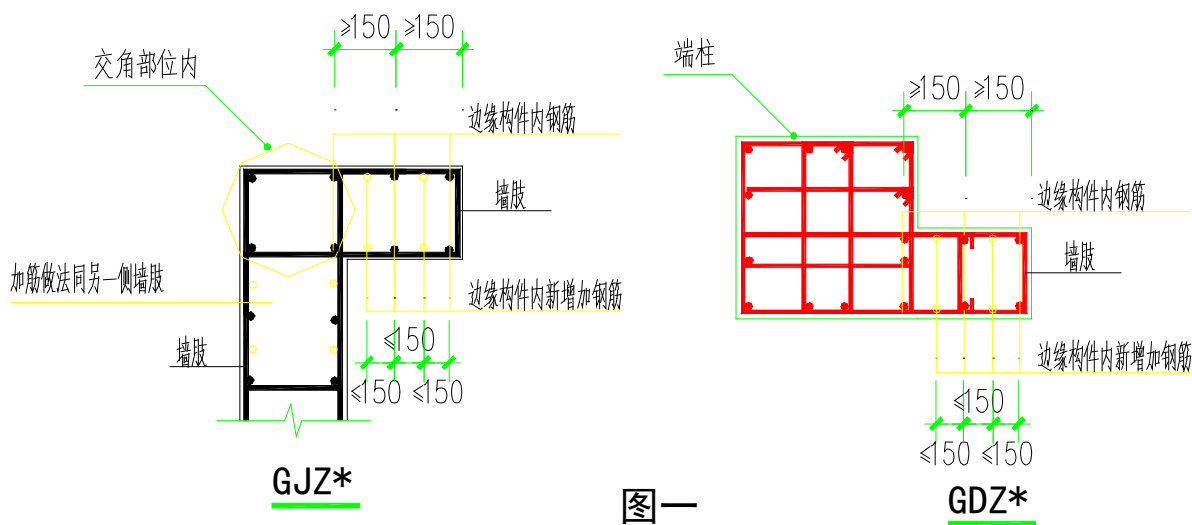 ≥150 ≥150
交角部位内
边缘构件内钢筋
墙肢
加筋做法同另一侧墙肢
边缘构件内新增加钢筋
≤150
墙肢
≤150 ≤150
GJZ*
端柱
≥150 ≥150
边缘构件内钢筋
墙肢
边缘构件内新增加钢筋
≤150
≤150 ≤150
GDZ*
图一